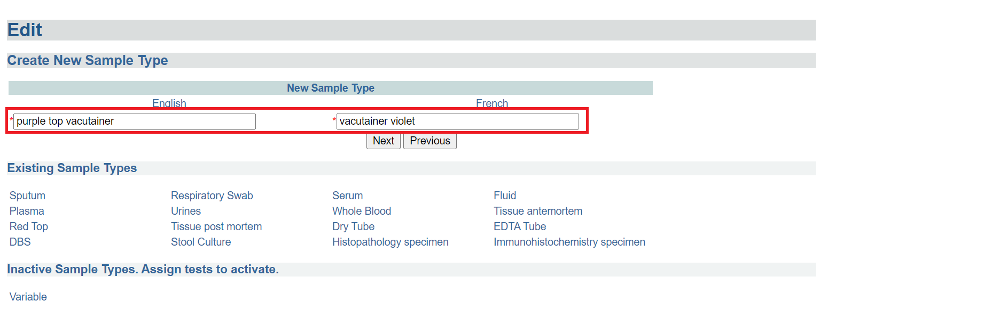 Edit
Create New Sample Type
New Sample Type
English French
* purple top vacutainer * vacutainer violet
Next Previous
Existing Sample Types
Sputum Respiratory Swab Serum Fluid
Plasma Urines Whole Blood Tissue antemortem
Red Top Tissue post mortem Dry Tube EDTA Tube
DBS Stool Culture Histopathology specimen Immunohistochemistry specimen
Inactive Sample Types. Assign tests to activate.
Variable